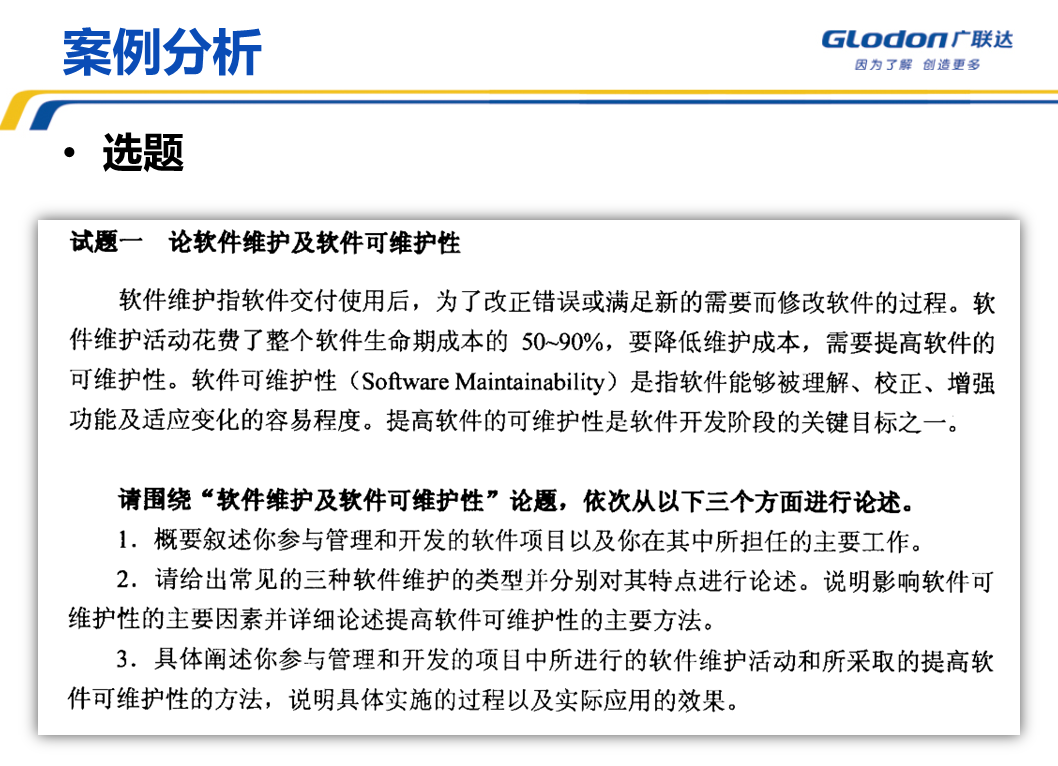 案例分析
GLodon广联达
因为了解 创造更多
• 选题
试题一 论软件维护及软件可维护性
软件维护指软件交付使用后，为了改正错误或满足新的需要而修改软件的过程。软
件维护活动花费了整个软件生命期成本的 50~90%，要降低维护成本，需要提高软件的
可维护性。软件可维护性（Software Maintainability）是指软件能够被理解、校正、增强
功能及适应变化的容易程度。提高软件的可维护性是软件开发阶段的关键目标之一。
请围绕“软件维护及软件可维护性”论题，依次从以下三个方面进行论述。
1．概要叙述你参与管理和开发的软件项目以及你在其中所担任的主要工作。
2．请给出常见的三种软件维护的类型并分别对其特点进行论述。说明影响软件可
维护性的主要因素并详细论述提高软件可维护性的主要方法。
3．具体阐述你参与管理和开发的项目中所进行的软件维护活动和所采取的提高软
件可维护性的方法，说明具体实施的过程以及实际应用的效果。